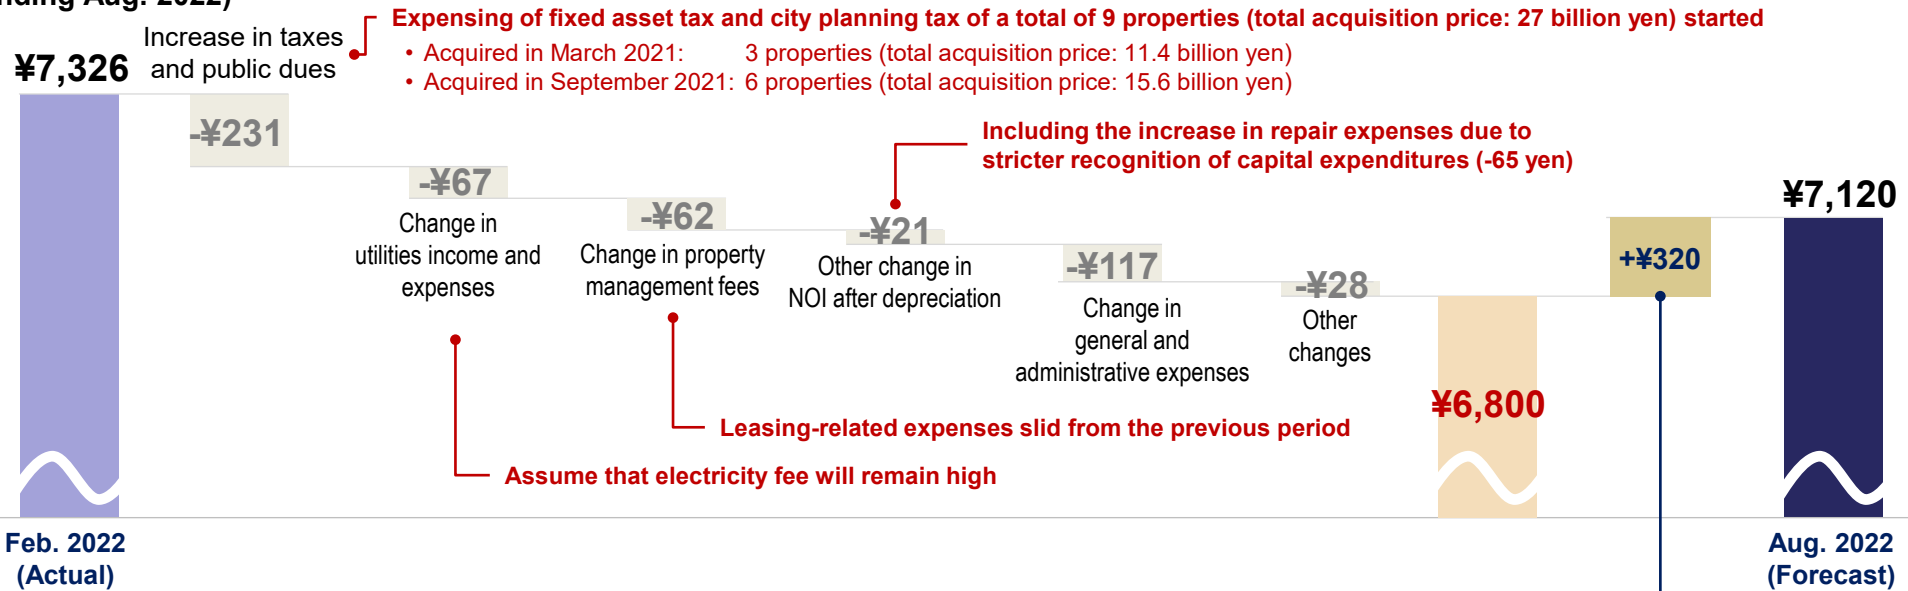 nding Aug. 2022)
Expensing of fixed asset tax and city planning tax of a total of 9 properties (total acquisition price: 27 billion yen) started
• Acquired in March 2021: 3 properties (total acquisition price: 11.4 billion yen)
• Acquired in September 2021: 6 properties (total acquisition price: 15.6 billion yen)
¥7,326
Increase in taxes
and public dues
-¥231
-¥67
Change in
utilities income and
expenses
-¥62
Change in property
management fees
Including the increase in repair expenses due to
stricter recognition of capital expenditures (-65 yen)
-¥21
Other change in
NOI after depreciation
-¥117
Change in
general and
administrative expenses
-¥28
Other
changes
¥6,800
+¥320
¥7,120
Leasing-related expenses slid from the previous period
Assume that electricity fee will remain high
Feb. 2022
(Actual)
Aug. 2022
(Forecast)